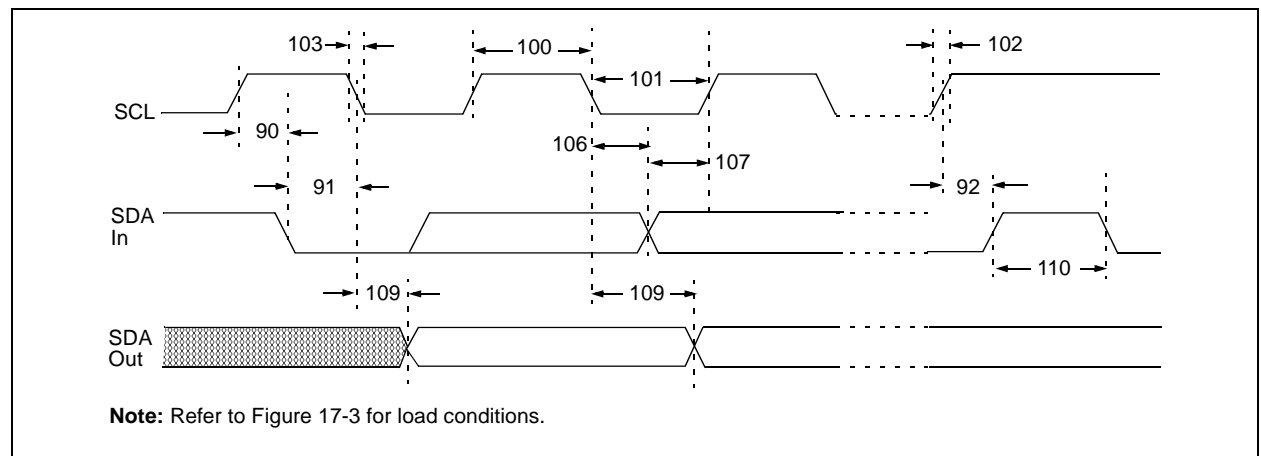 103
100
102
101
SCL
90
106
107
91
92
SDA
In
110
109
109
SDA
Out
Note: Refer to Figure 17-3 for load conditions.